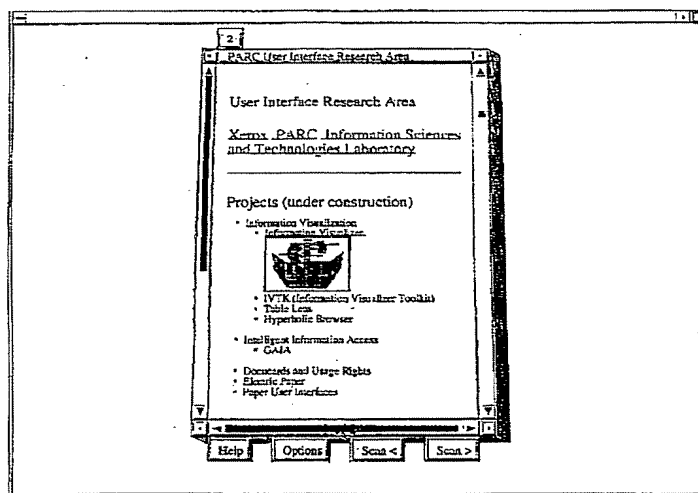 2
PARC User Interface Research Area
User Interface Research Area
Xerox PARC Information Sciences
and Technologies Laboratory
Projects (under construction)
• Information Visualization
• Information Visualizer
• IVTK (Information Visualizer Toolkit)
• Table Lens
• Hyperbolic Browser
• Intelligent Information Access
• GAIA
• Documents and Usage Rights
• Electric Paper
• Paper User Interfaces
Help Options Scan < Scan >